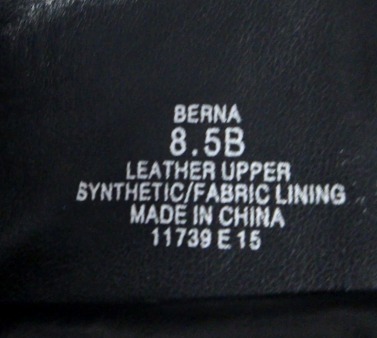 BERNA
8.5B
LEATHER UPPER
SYNTHETIC/FABRIC LINING
MADE IN CHINA
11739 E 15